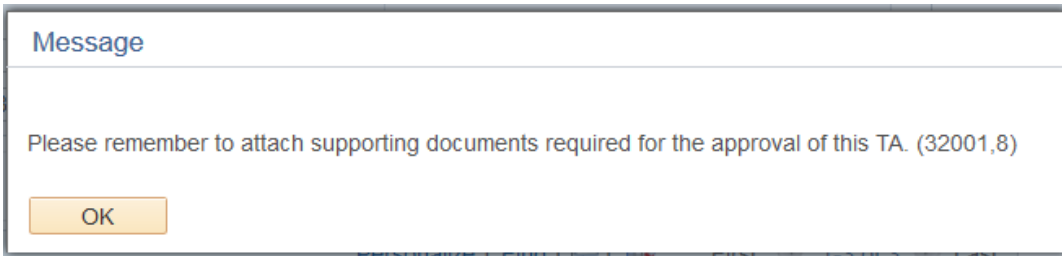 Message
Please remember to attach supporting documents required for the approval of this TA. (32001,8)
OK